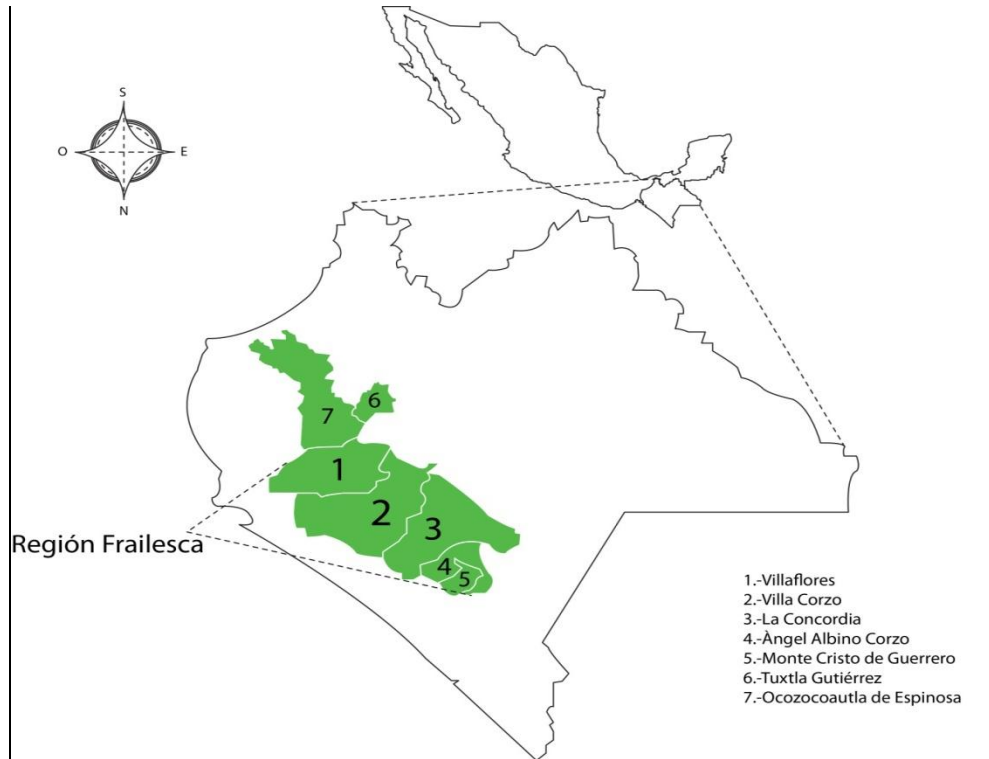 S
O E
N
7
6
1
2
3
4
5
Región Frailesca
1.-Villaflores
2.-Villa Corzo
3.-La Concordia
4.-Àngel Albino Corzo
5.-Monte Cristo de Guerrero
6.-Tuxtla Gutiérrez
7.-Ocozocoautla de Espinosa